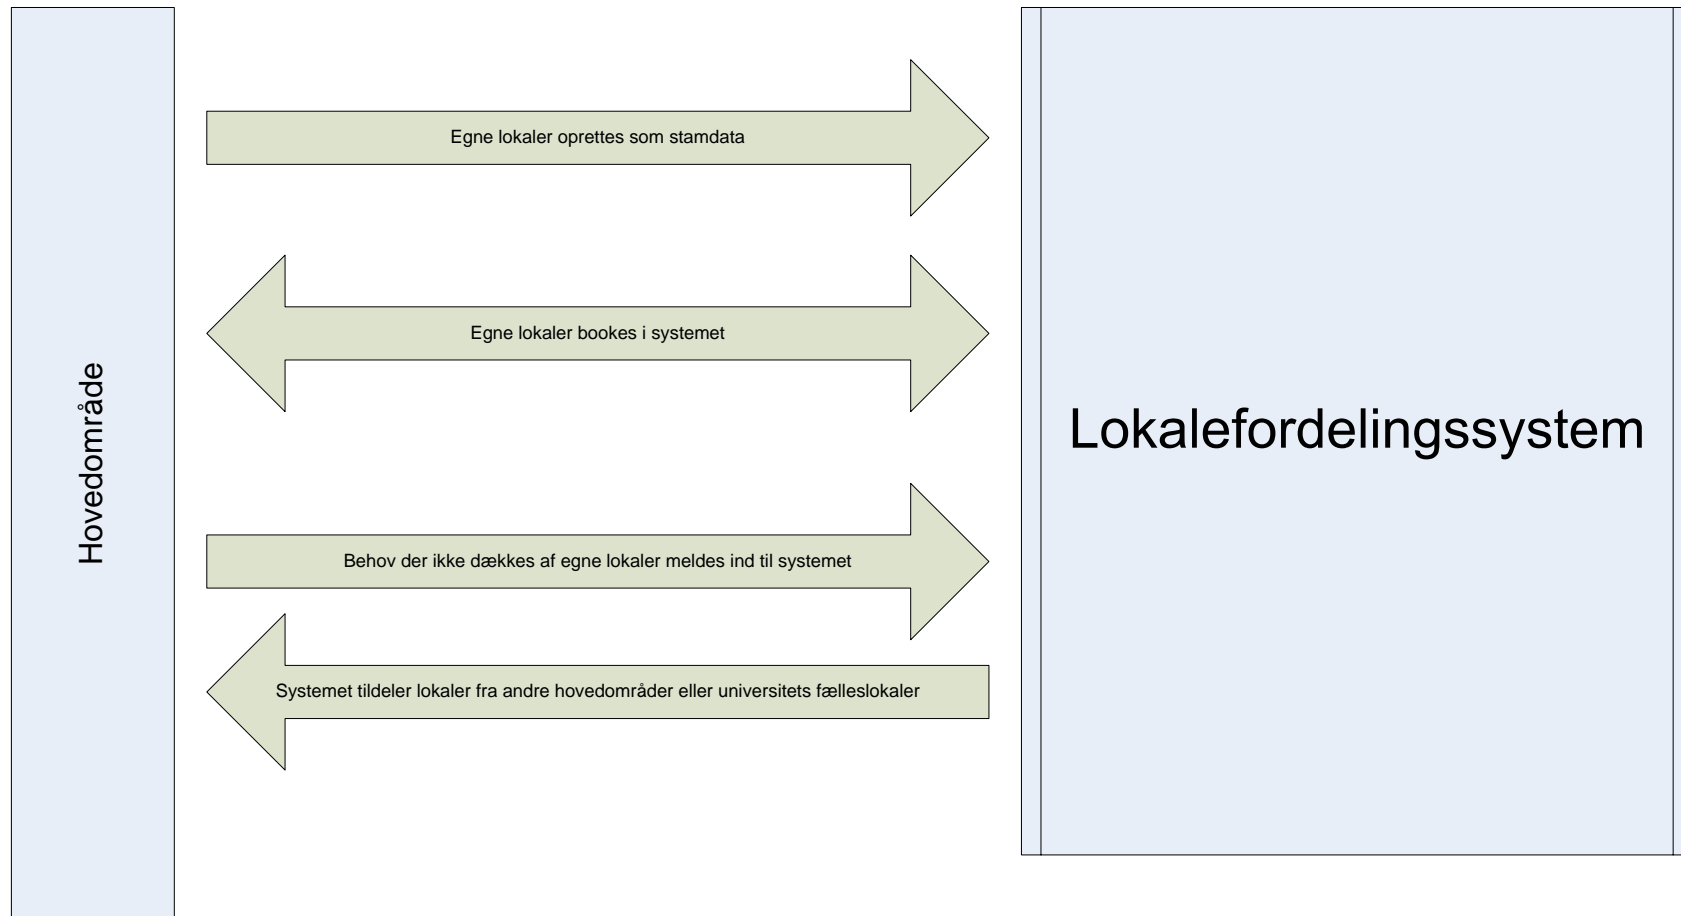 Hovedområde
Egne lokaler oprettes som stamdata
Egne lokaler bookes i systemet
Behov der ikke dækkes af egne lokaler meldes ind til systemet
Systemet tildeler lokaler fra andre hovedområder eller universitets fælleslokaler
Lokalefordelingssystem